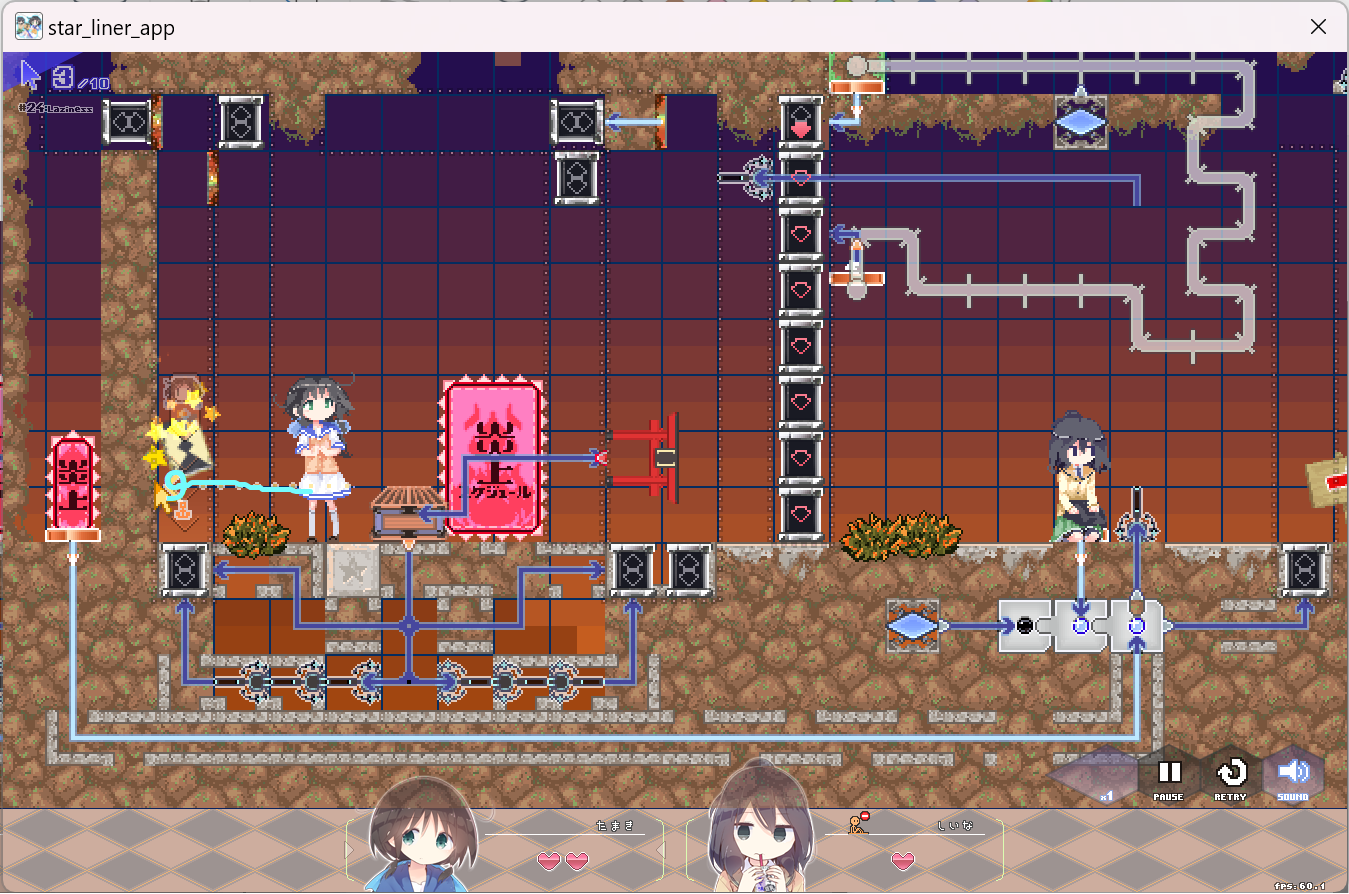 star_liner_app
3/10
#24:Laziness
炎上
炎上
スケジュール
x1
PAUSE
RETRY
SOUND
たまき
しいな
fps:60.1